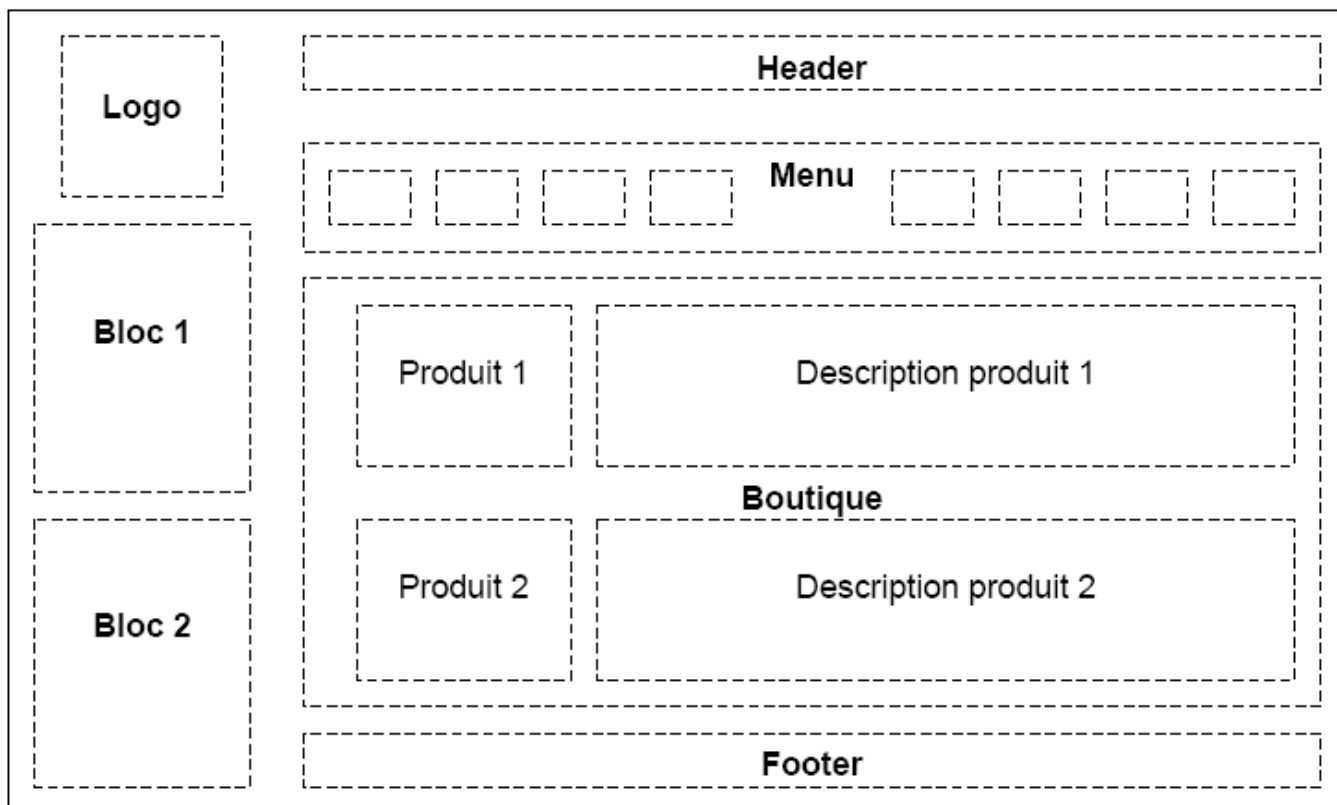 Logo
Header
Menu
Bloc 1
Produit 1
Description produit 1
Boutique
Bloc 2
Produit 2
Description produit 2
Footer